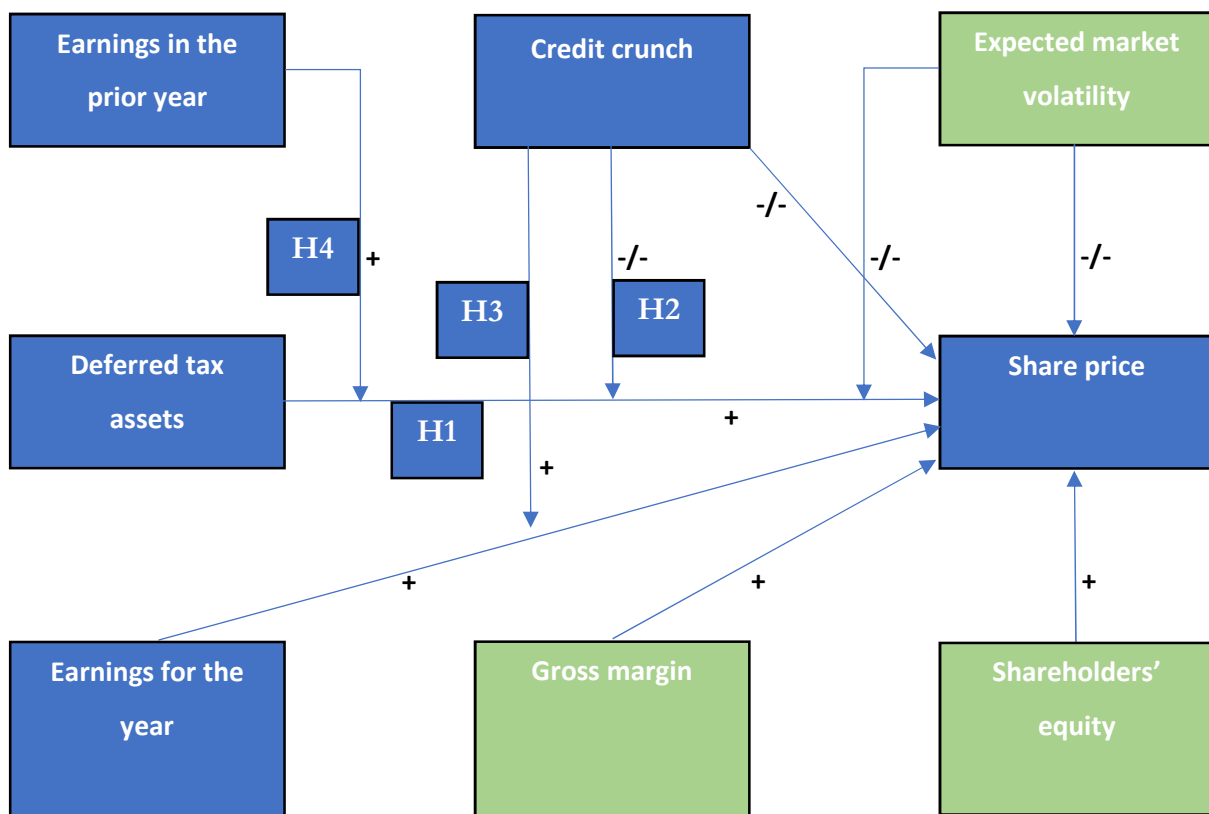 Earnings in the
prior year
Credit crunch
Expected market
volatility
-/-
H4
+
-/-
-/-
-/-
H3
H2
Deferred tax
assets
Share price
H1
+
+
+
+
+
Earnings for the
year
Gross margin
Shareholders’
equity